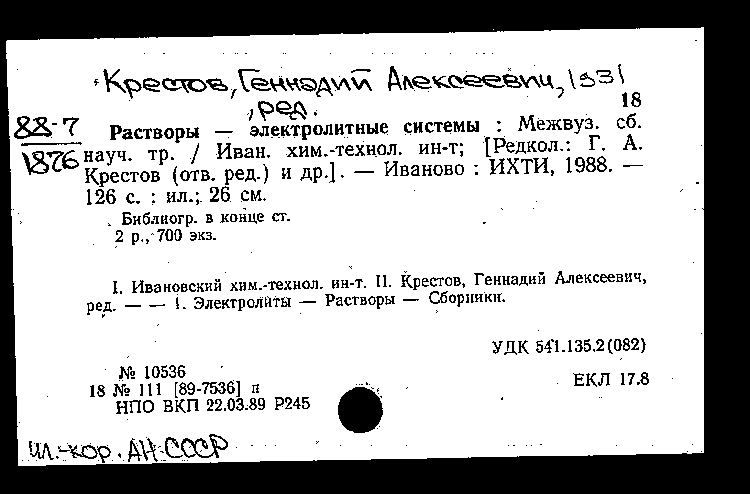 Крестов, Геннадий Алексеевич, 1931
, ред.
18
88-7
1876
Растворы — электролитные системы : Межвуз. сб.
науч. тр. / Иван. хим.-технол. ин-т; [Редкол.: Г. А.
Крестов (отв. ред.) и др.]. — Иваново : ИХТИ, 1988. —
126 с. : ил.; 26 см.
Библиогр. в конце ст.
2 р., 700 экз.
I. Ивановский хим.-технол. ин-т. II. Крестов, Геннадий Алексеевич,
ред. — — 1. Электролиты — Растворы — Сборники.
УДК 541.135.2(082)
№ 10536
18 № 111 [89-7536] п
ЕКЛ 17.8
НПО ВКП 22.03.89 Р245
чл.-кор. АН СССР